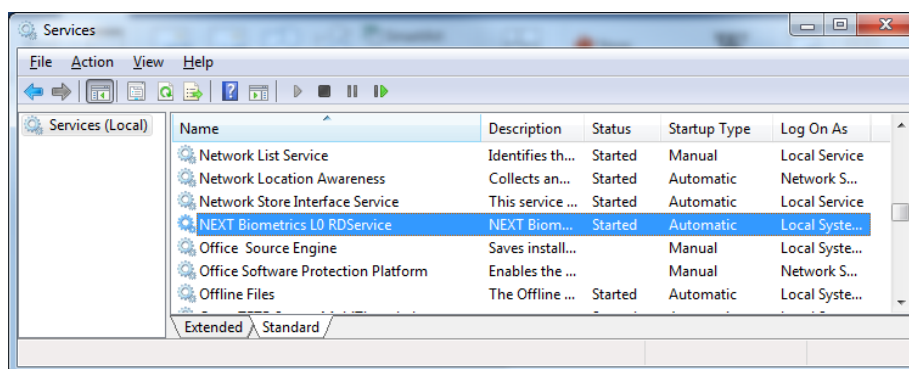 Services
File Action View Help
Services (Local)
Name Description Status Startup Type Log On As
Network List Service Identifies th... Started Manual Local Service
Network Location Awareness Collects an... Started Automatic Network S...
Network Store Interface Service This service ... Started Automatic Local Service
NEXT Biometrics L0 RDService NEXT Biom... Started Automatic Local Syste...
Office  Source Engine Saves install... Manual Local Syste...
Office Software Protection Platform Enables the ... Manual Network S...
Offline Files The Offline ... Started Automatic Local Syste...
Extended Standard